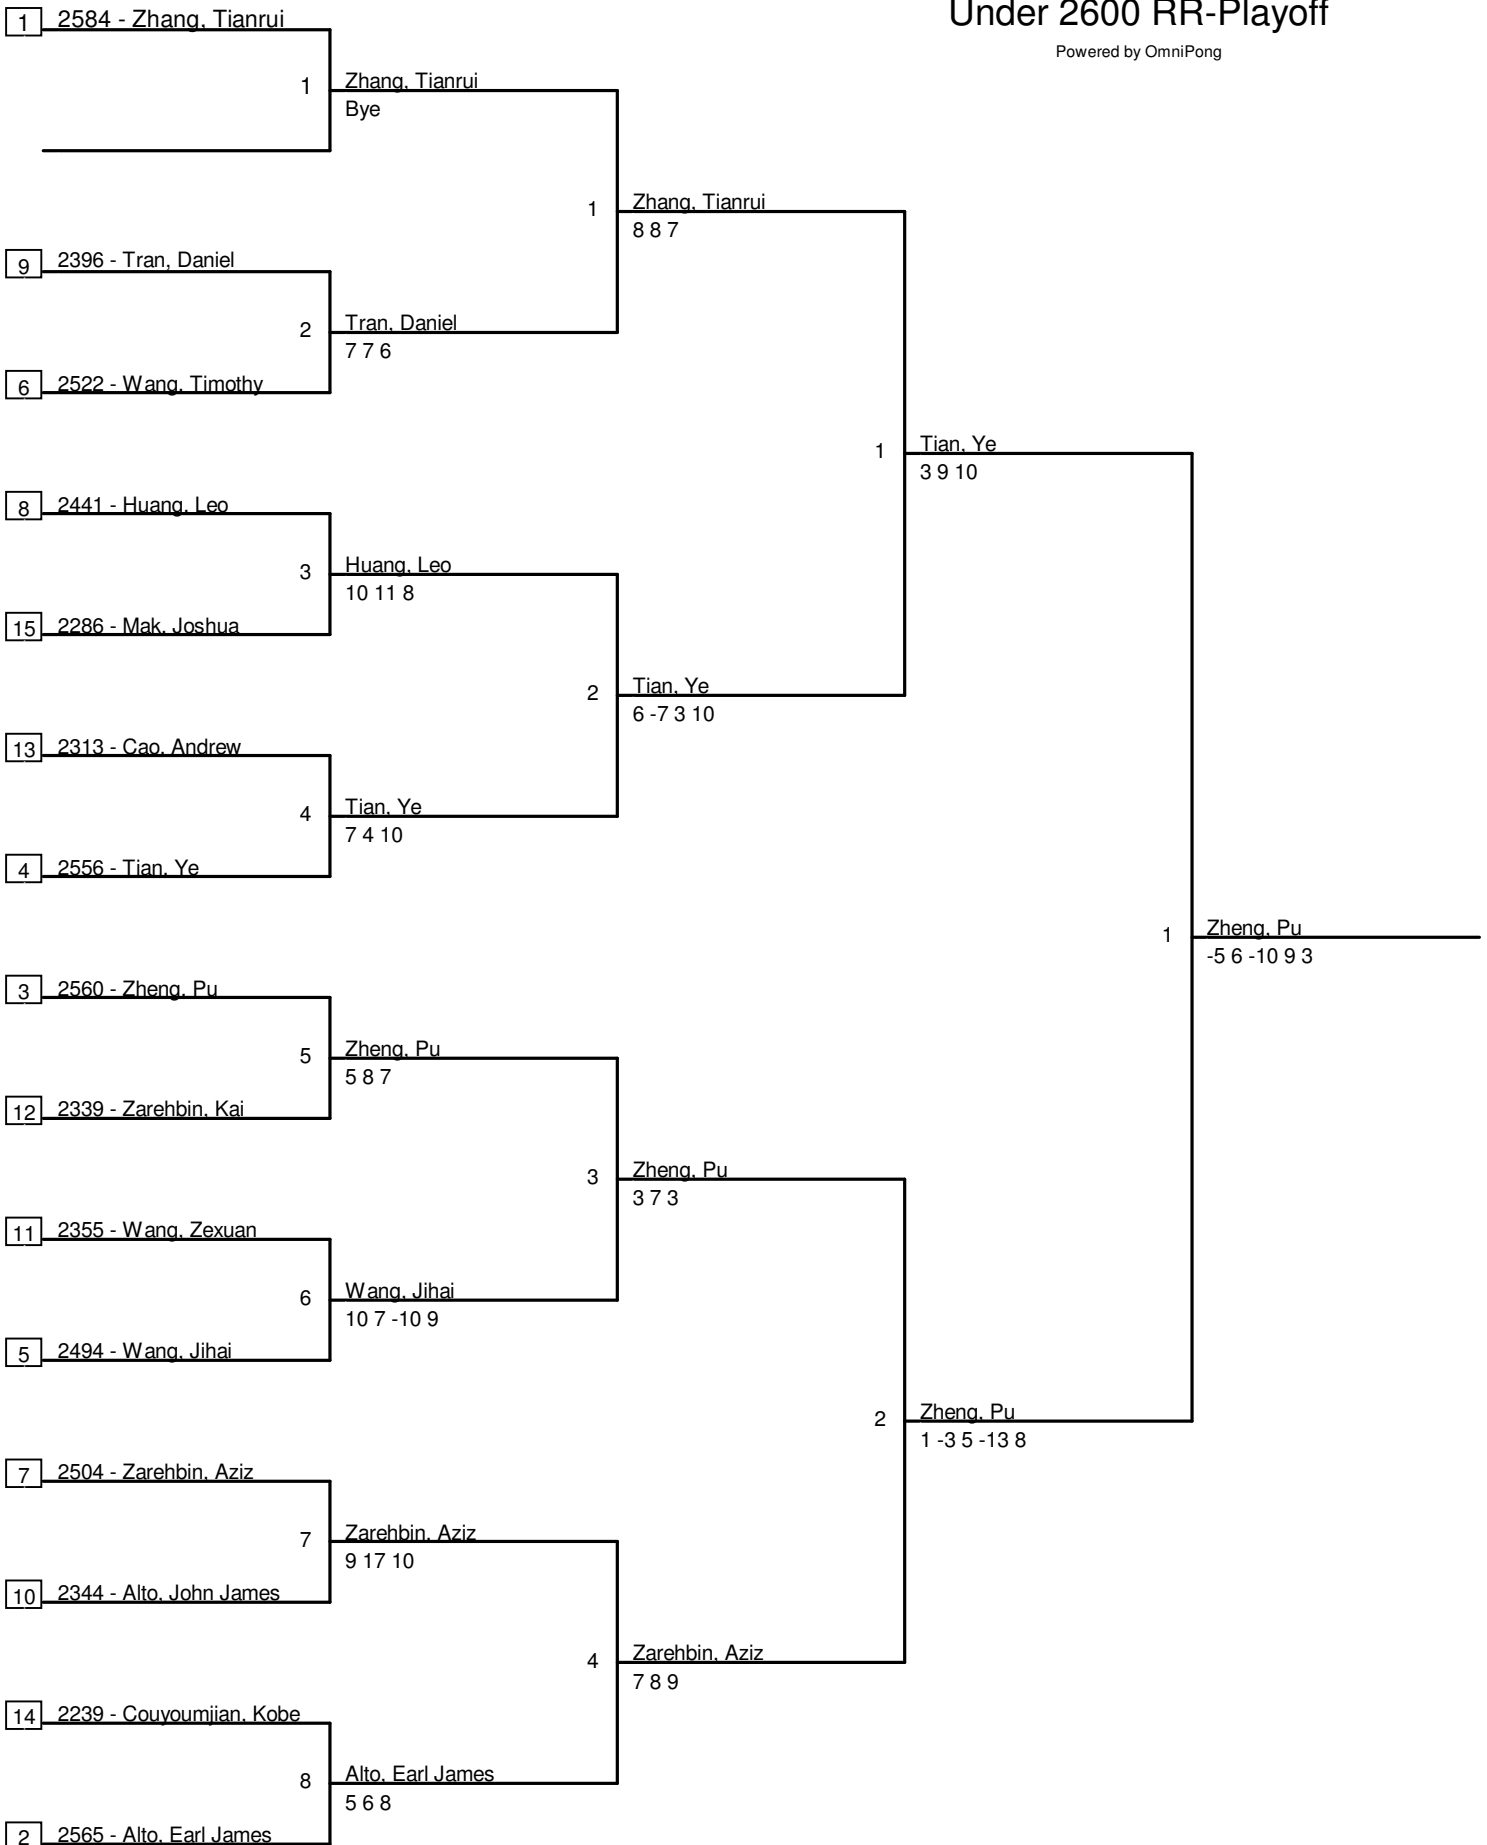 Under 2600 RR-Playoff
Powered by OmniPong
1 2584 - Zhang, Tianrui
1 Zhang, Tianrui
Bye
1 Zhang, Tianrui
8 8 7
9 2396 - Tran, Daniel
2 Tran, Daniel
7 7 6
6 2522 - Wang, Timothy
1 Tian, Ye
3 9 10
8 2441 - Huang, Leo
3 Huang, Leo
10 11 8
15 2286 - Mak, Joshua
2 Tian, Ye
6 -7 3 10
13 2313 - Cao, Andrew
4 Tian, Ye
7 4 10
4 2556 - Tian, Ye
1 Zheng, Pu
-5 6 -10 9 3
3 2560 - Zheng, Pu
5 Zheng, Pu
5 8 7
12 2339 - Zarehbin, Kai
3 Zheng, Pu
3 7 3
11 2355 - Wang, Zexuan
6 Wang, Jihai
10 7 -10 9
5 2494 - Wang, Jihai
2 Zheng, Pu
1 -3 5 -13 8
7 2504 - Zarehbin, Aziz
7 Zarehbin, Aziz
9 17 10
10 2344 - Alto, John James
4 Zarehbin, Aziz
7 8 9
14 2239 - Couyoumjian, Kobe
8 Alto, Earl James
5 6 8
2 2565 - Alto, Earl James